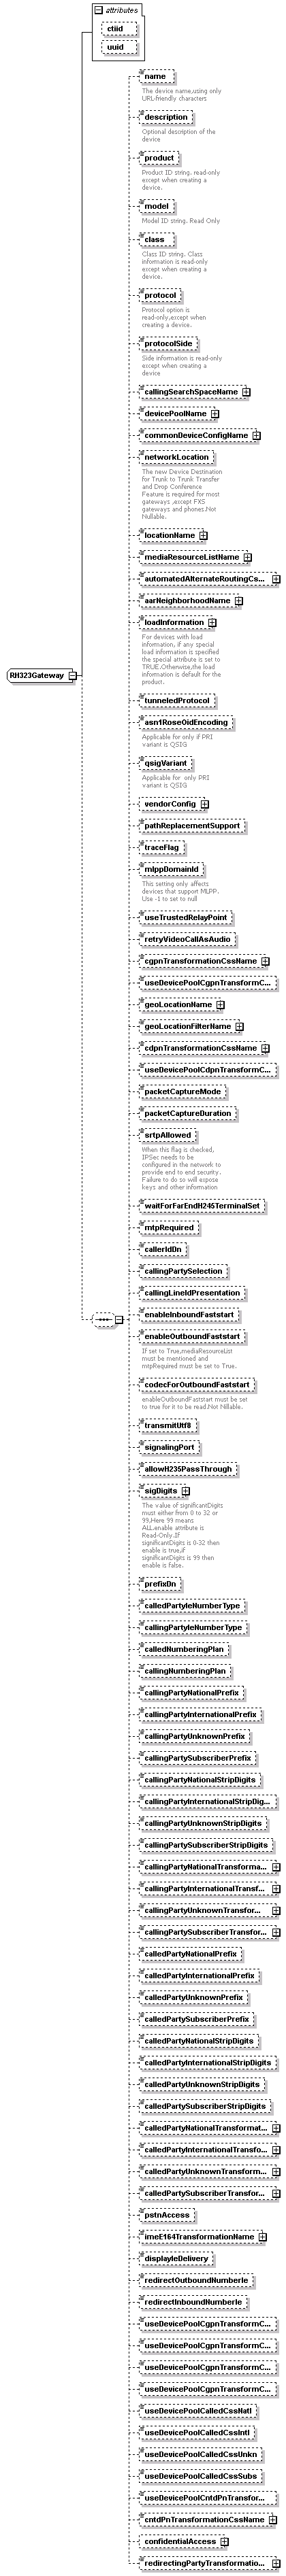 attributes
ctiid
uuid
name
The device name,using only
URL-friendly characters
description
Optional description of the
device
product
Product ID string. read-only
except when creating a
device.
model
Model ID string. Read Only
class
Class ID string. Class
information is read-only
except when creating a
device.
protocol
Protocol option is
read-only,except when
creating a device.
protocolSide
Side information is read-only
except when creating a
device
callingSearchSpaceName
devicePoolName
commonDeviceConfigName
networkLocation
The new Device Destination
for Trunk to Trunk Transfer
and Drop Conference
Feature is required for most
gateways ,except FXS
gateways and phones.Not
Nullable.
locationName
mediaResourceListName
automatedAlternateRoutingCs...
aarNeighborhoodName
loadInformation
For devices with load
information, if any special
load information is specified
the special attribute is set to
TRUE.Otherwise,the load
information is default for the
product.
RH323Gateway
tunneledProtocol
asn1RoseOidEncoding
Applicable for only if PRI
variant is QSIG
qsigVariant
Applicable for only PRI
variant is QSIG
vendorConfig
pathReplacementSupport
traceFlag
mlppDomainId
This setting only affects
devices that support MLPP.
Use -1 to set to null
useTrustedRelayPoint
retryVideoCallAsAudio
cgpnTransformationCssName
useDevicePoolCgpnTransformC...
geoLocationName
geoLocationFilterName
cdpnTransformationCssName
useDevicePoolCdpnTransformC...
packetCaptureMode
packetCaptureDuration
srtpAllowed
When this flag is checked,
IPSec needs to be
configured in the network to
provide end to end security.
Failure to do so will expose
keys and other information
waitForFarEndH245TerminalSet
mtpRequired
callerIdDn
callingPartySelection
callingLineIdPresentation
enableInboundFaststart
enableOutboundFaststart
If set to True,mediaResourceList
must be mentioned and
mtpRequired must be set to True.
codecForOutboundFaststart
enableOutboundFaststart must be set
to true for it to be read.Not Nillable.
transmitUtf8
signalingPort
allowH235PassThrough
sigDigits
The value of significantDigits
must either from 0 to 32 or
99.Here 99 means
ALL.enable attribute is
Read-Only.If
significantDigits is 0-32 then
enable is true,if
significantDigits is 99 then
enable is false.
prefixDn
calledPartyIeNumberType
callingPartyIeNumberType
calledNumberingPlan
callingNumberingPlan
callingPartyNationalPrefix
callingPartyInternationalPrefix
callingPartyUnknownPrefix
callingPartySubscriberPrefix
callingPartyNationalStripDigits
callingPartyInternationalStripDig...
callingPartyUnknownStripDigits
callingPartySubscriberStripDigits
callingPartyNationalTransforma...
callingPartyInternationalTransf...
callingPartyUnknownTransfor...
callingPartySubscriberTransfor...
calledPartyNationalPrefix
calledPartyInternationalPrefix
calledPartyUnknownPrefix
calledPartySubscriberPrefix
calledPartyNationalStripDigits
calledPartyInternationalStripDigits
calledPartyUnknownStripDigits
calledPartySubscriberStripDigits
calledPartyNationalTransformat...
calledPartyInternationalTransfo...
calledPartyUnknownTransform...
calledPartySubscriberTransfor...
pstnAccess
imeE164TransformationName
displayIeDelivery
redirectOutboundNumberIe
redirectInboundNumberIe
useDevicePoolCgpnTransformC...
useDevicePoolCgpnTransformC...
useDevicePoolCgpnTransformC...
useDevicePoolCgpnTransformC...
useDevicePoolCalledCssNatl
useDevicePoolCalledCssIntl
useDevicePoolCalledCssUnkn
useDevicePoolCalledCssSubs
useDevicePoolCntdPnTransfor...
cntdPnTransformationCssName
confidentialAccess
redirectingPartyTransformatio...